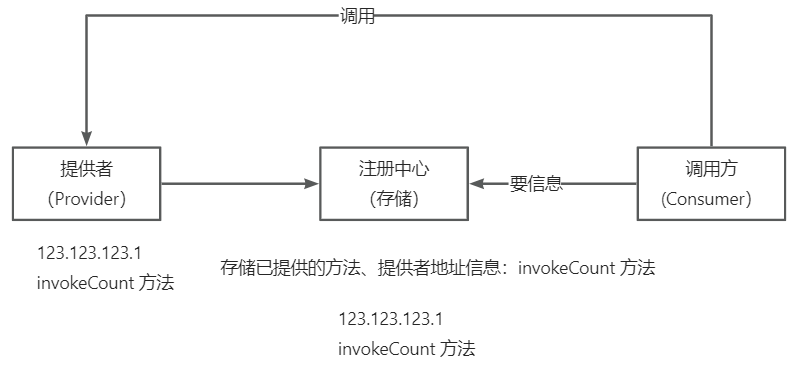 调用
提供者
（Provider）
注册中心
（存储）
要信息
调用方
(Consumer）
123.123.123.1
invokeCount 方法
存储已提供的方法、提供者地址信息：invokeCount 方法
123.123.123.1
invokeCount 方法